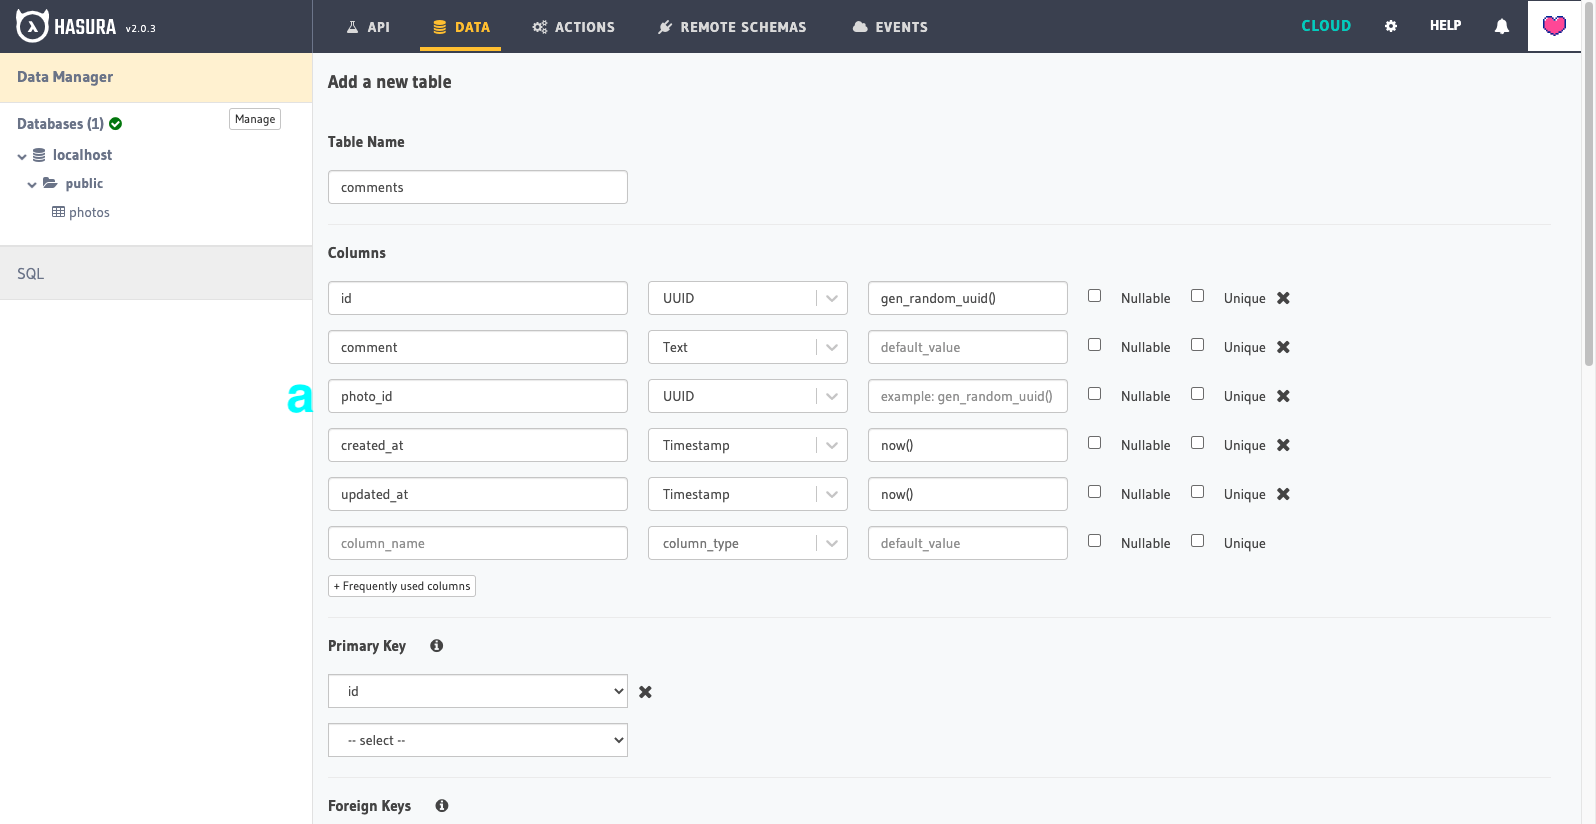 HASURA v2.0.3 API DATA ACTIONS REMOTE SCHEMAS EVENTS CLOUD HELP
Data Manager
Databases (1) Manage
localhost
public
photos
SQL
Add a new table
Table Name
comments
Columns
id UUID gen_random_uuid() Nullable Unique
comment Text default_value Nullable Unique
a photo_id UUID example: gen_random_uuid() Nullable Unique
created_at Timestamp now() Nullable Unique
updated_at Timestamp now() Nullable Unique
column_name column_type default_value Nullable Unique
+ Frequently used columns
Primary Key
id
-- select --
Foreign Keys